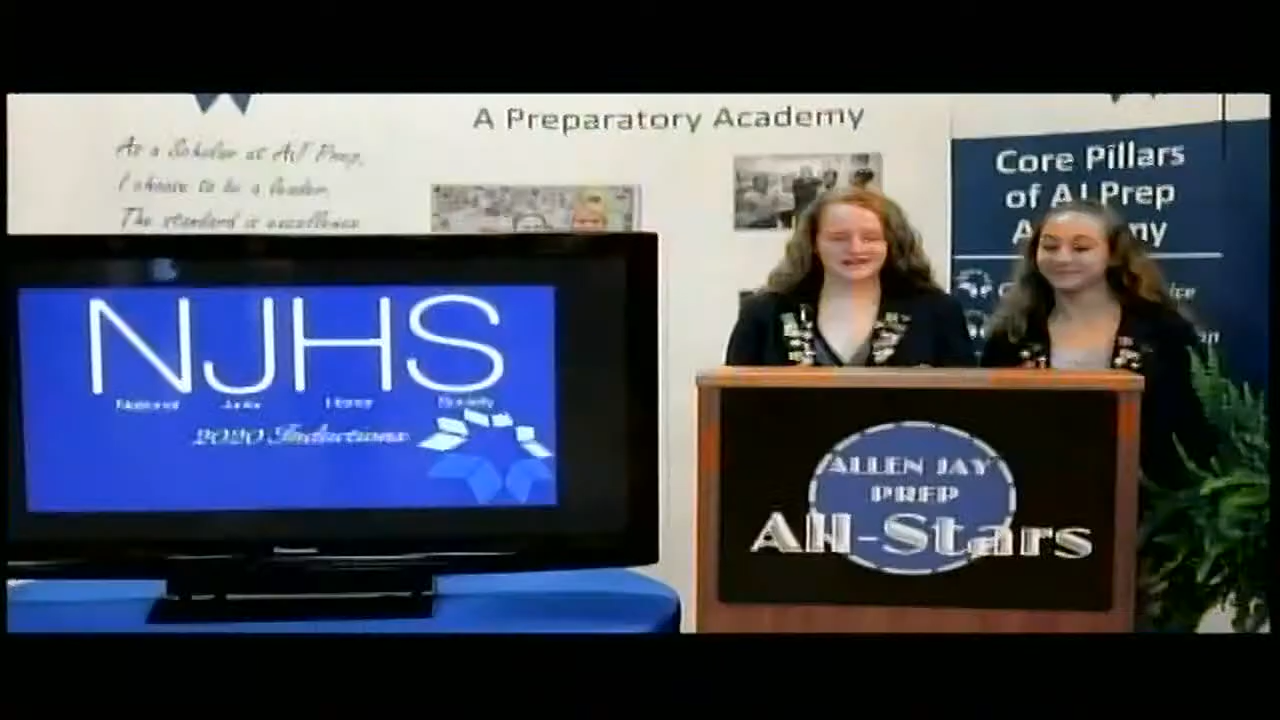 A Preparatory Academy
As a Scholar at AJ Prep,
I choose to be a leader.
The standard is excellence
Core Pillars
of AJ Prep
NJHS
National Junior Honor Society
2020 Inductions
ALLEN JAY
PREP
All-Stars